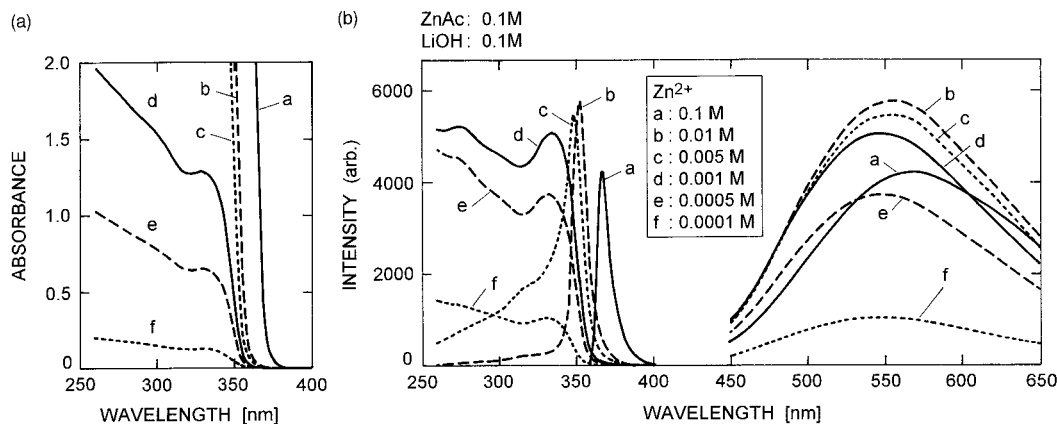 (a)
(b)
ZnAc: 0.1M
LiOH: 0.1M
ABSORBANCE
2.0
1.5
1.0
0.5
0
d
b
c
a
e
f
250 300 350 400
WAVELENGTH [nm]
INTENSITY (arb.)
6000
4000
2000
0
c
b
d
a
e
f
Zn2+
a : 0.1 M
b : 0.01 M
c : 0.005 M
d : 0.001 M
e : 0.0005 M
f : 0.0001 M
b
c
d
a
e
f
250 300 350 400 450 500 550 600 650
WAVELENGTH [nm]
WAVELENGTH [nm]